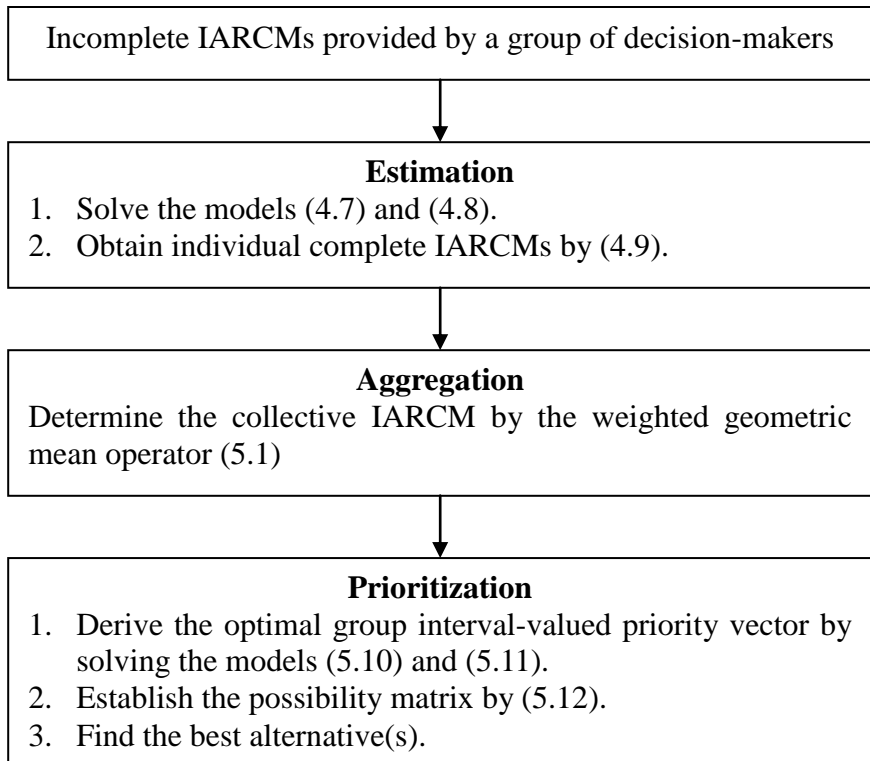 Incomplete IARCMs provided by a group of decision-makers
Estimation
1. Solve the models (4.7) and (4.8).
2. Obtain individual complete IARCMs by (4.9).
Aggregation
Determine the collective IARCM by the weighted geometric
mean operator (5.1)
Prioritization
1. Derive the optimal group interval-valued priority vector by
solving the models (5.10) and (5.11).
2. Establish the possibility matrix by (5.12).
3. Find the best alternative(s).